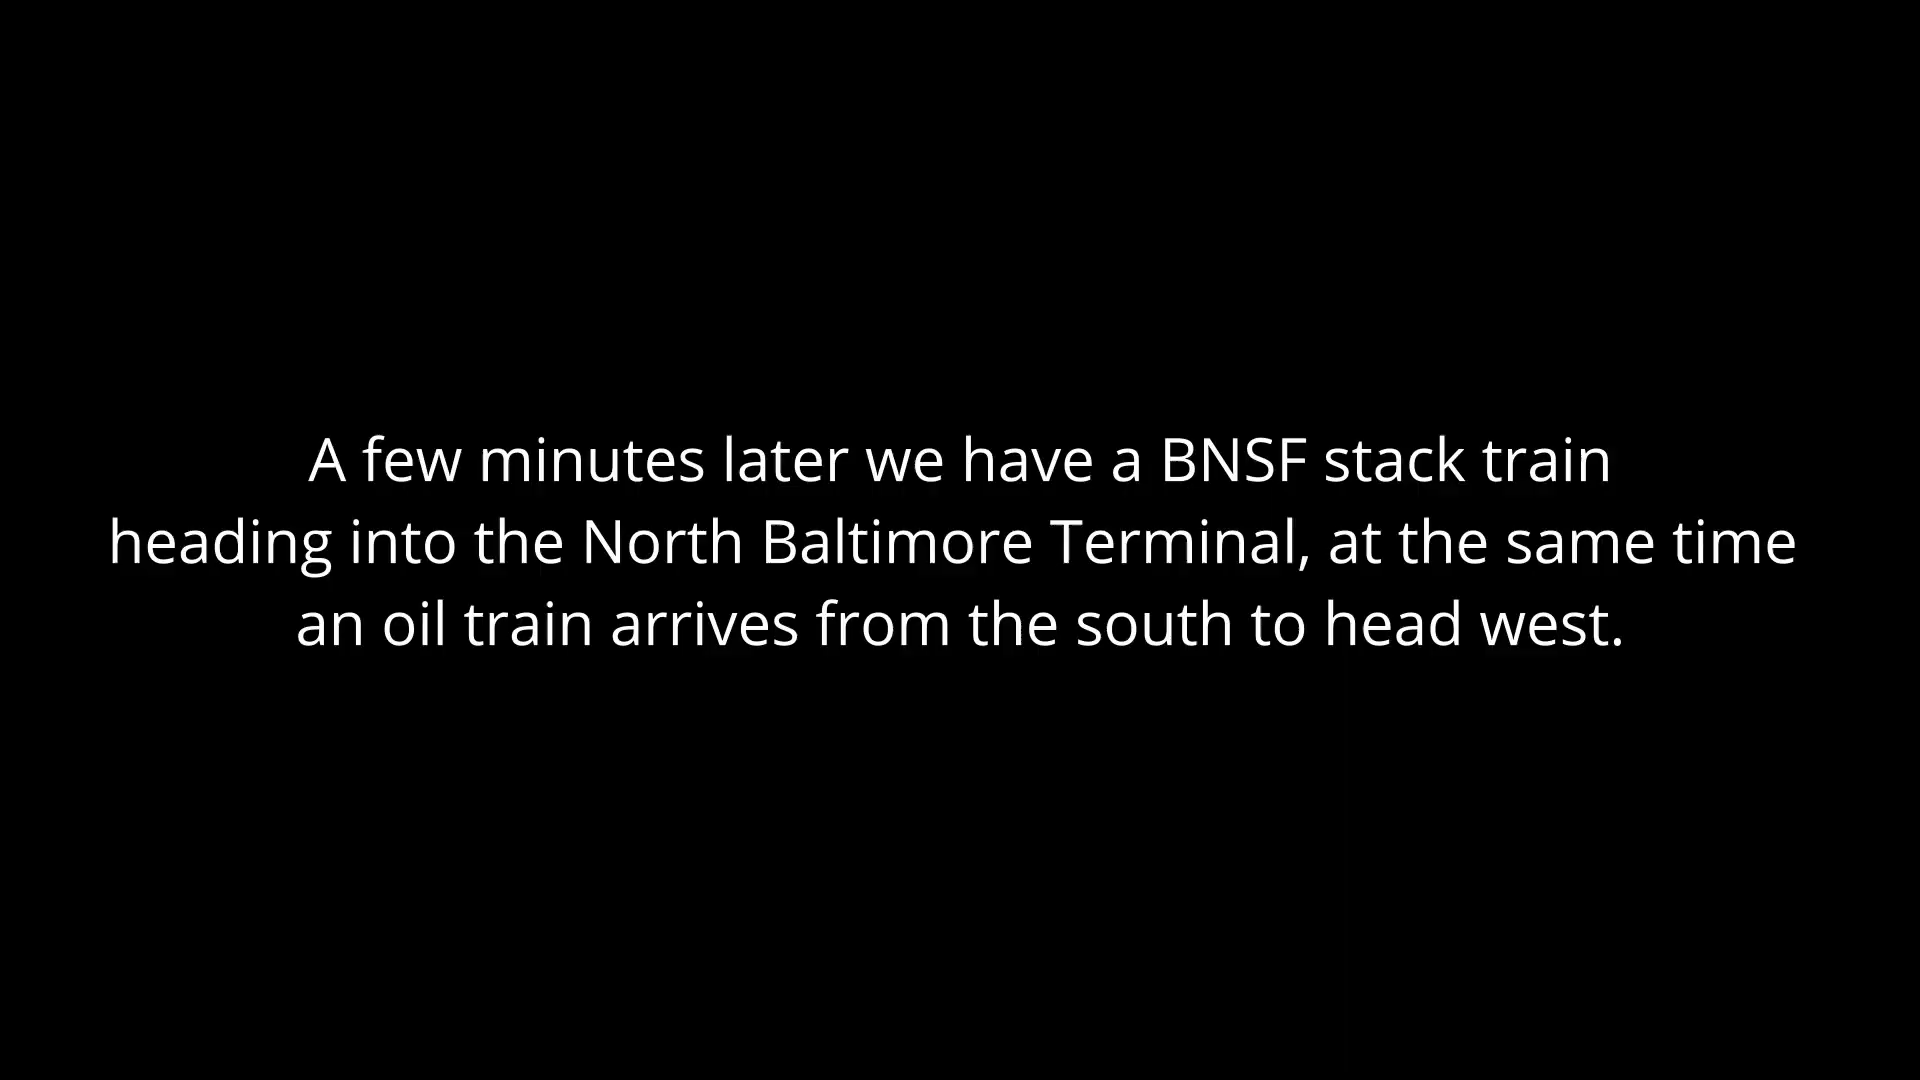 A few minutes later we have a BNSF stack train
heading into the North Baltimore Terminal, at the same time
an oil train arrives from the south to head west.